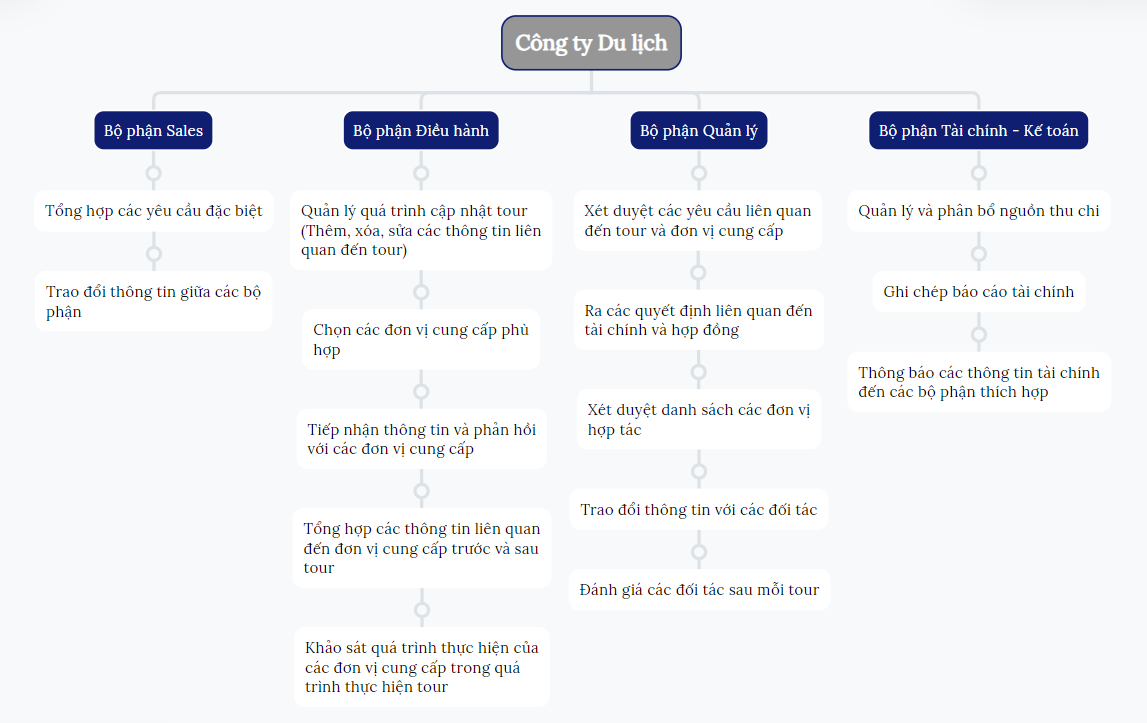 Công ty Du lịch
Bộ phận Sales
Tổng hợp các yêu cầu đặc biệt
Trao đổi thông tin giữa các bộ
phận
Bộ phận Điều hành
Quản lý quá trình cập nhật tour
(Thêm, xóa, sửa các thông tin liên
quan đến tour)
Chọn các đơn vị cung cấp phù
hợp
Tiếp nhận thông tin và phản hồi
với các đơn vị cung cấp
Tổng hợp các thông tin liên quan
đến đơn vị cung cấp trước và sau
tour
Khảo sát quá trình thực hiện của
các đơn vị cung cấp trong quá
trình thực hiện tour
Bộ phận Quản lý
Xét duyệt các yêu cầu liên quan
đến tour và đơn vị cung cấp
Ra các quyết định liên quan đến
tài chính và hợp đồng
Xét duyệt danh sách các đơn vị
hợp tác
Trao đổi thông tin với các đối tác
Đánh giá các đối tác sau mỗi tour
Bộ phận Tài chính - Kế toán
Quản lý và phân bổ nguồn thu chi
Ghi chép báo cáo tài chính
Thông báo các thông tin tài chính
đến các bộ phận thích hợp